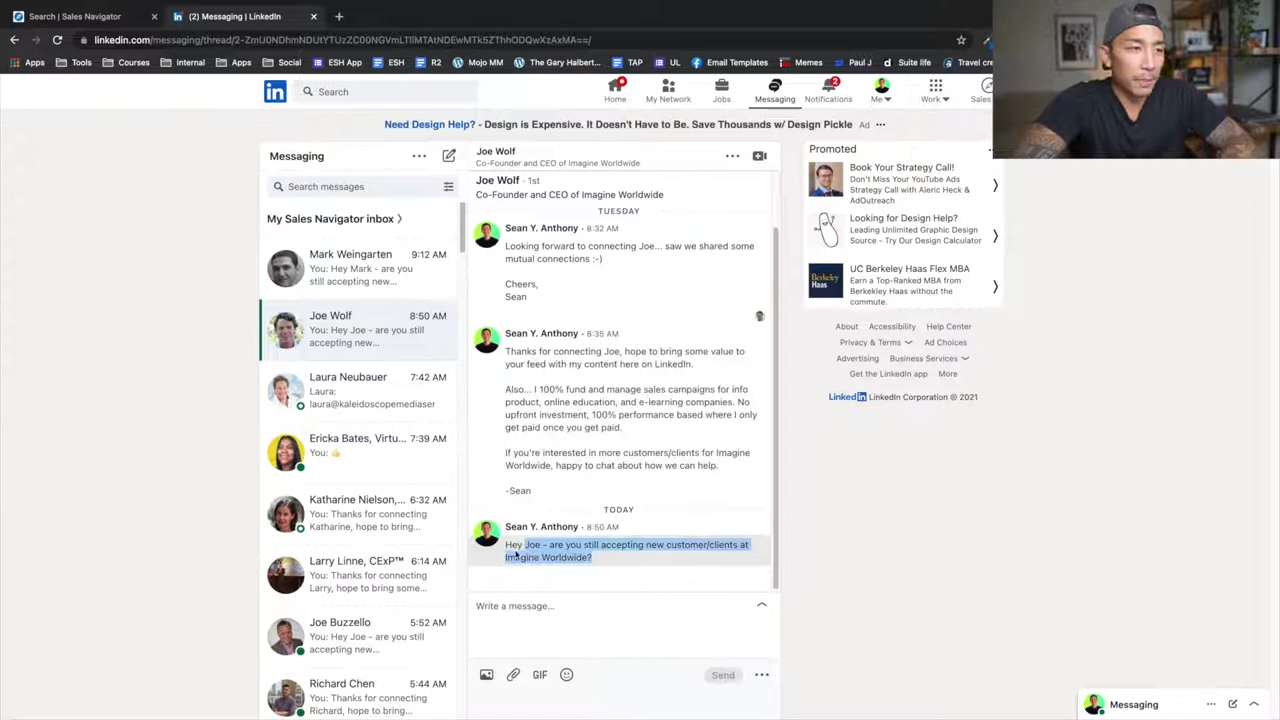 Search | Sales Navigator
(2) Messaging | LinkedIn
Apps
Tools
Courses
Internal
Apps
ESH App
ESH
R2
Mojo MM
The Gary Halbert...
TAP
UL
Email Templates
Memes
Paul J
Travel cre
in
Search
Home
My Network
Jobs
Messaging
2
Notifications
Me
Work
Sales
Need Design Help? - Design is Expensive. It Doesn't Have to Be. Save Thousands w/ Design Pickle
Ad
Messaging
Search messages
My Sales Navigator inbox
Mark Weingarten
9:12 AM
You: Hey Mark - are you
still accepting new...
Joe Wolf
8:50 AM
You: Hey Joe - are you still
accepting new...
Laura Neubauer
7:42 AM
Laura:
laura@kaleidoscopemediaser
Ericka Bates, Virtu...
7:39 AM
You: 👍
Katharine Nielson,...
6:32 AM
You: Thanks for connecting
Katharine, hope to bring...
Larry Linne, CExP™
6:14 AM
You: Thanks for connecting
Larry, hope to bring some...
Joe Buzzello
5:52 AM
You: Hey Joe - are you still
accepting new...
Richard Chen
5:44 AM
You: Thanks for connecting
Richard, hope to bring...
Joe Wolf
Co-Founder and CEO of Imagine Worldwide
Joe Wolf · 1st
Co-Founder and CEO of Imagine Worldwide
TUESDAY
Sean Y. Anthony • 8:32 AM
Looking forward to connecting Joe... saw we shared some
mutual connections :-)
Cheers,
Sean
Sean Y. Anthony • 8:35 AM
Thanks for connecting Joe, hope to bring some value to
your feed with my content here on LinkedIn.
Also... I 100% fund and manage sales campaigns for info
product, online education, and e-learning companies. No
upfront investment, 100% performance based where I only
get paid once you get paid.
If you're interested in more customers/clients for Imagine
Worldwide, happy to chat about how we can help.
-Sean
TODAY
Sean Y. Anthony • 8:50 AM
Hey Joe - are you still accepting new customer/clients at
Imagine Worldwide?
Write a message...
GIF
Send
Promoted
Book Your Strategy Call!
Don't Miss Your YouTube Ads
Strategy Call with Aleric Heck &
AdOutreach
Looking for Design Help?
Leading Unlimited Graphic Design
Source - Try Our Design Calculator
Berkeley
Haas
UC Berkeley Haas Flex MBA
Earn a Top-Ranked MBA from
Berkekley Haas without the
commute.
About
Accessibility
Help Center
Privacy & Terms
Ad Choices
Advertising
Business Services
Get the LinkedIn app
More
Linked in LinkedIn Corporation © 2021
Messaging